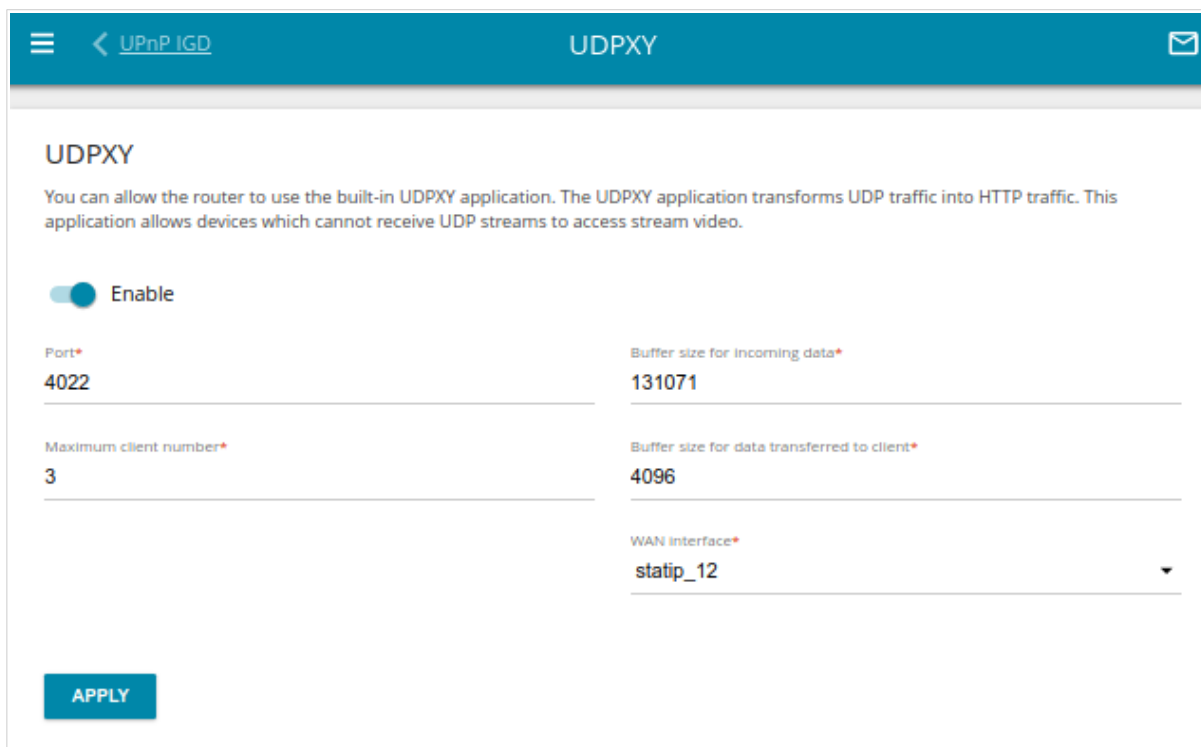 UPnP IGD
UDPXY
UDPXY
You can allow the router to use the built-in UDPXY application. The UDPXY application transforms UDP traffic into HTTP traffic. This
application allows devices which cannot receive UDP streams to access stream video.
Enable
Port*
4022
Buffer size for incoming data*
131071
Maximum client number*
3
Buffer size for data transferred to client*
4096
WAN interface*
statip_12
APPLY